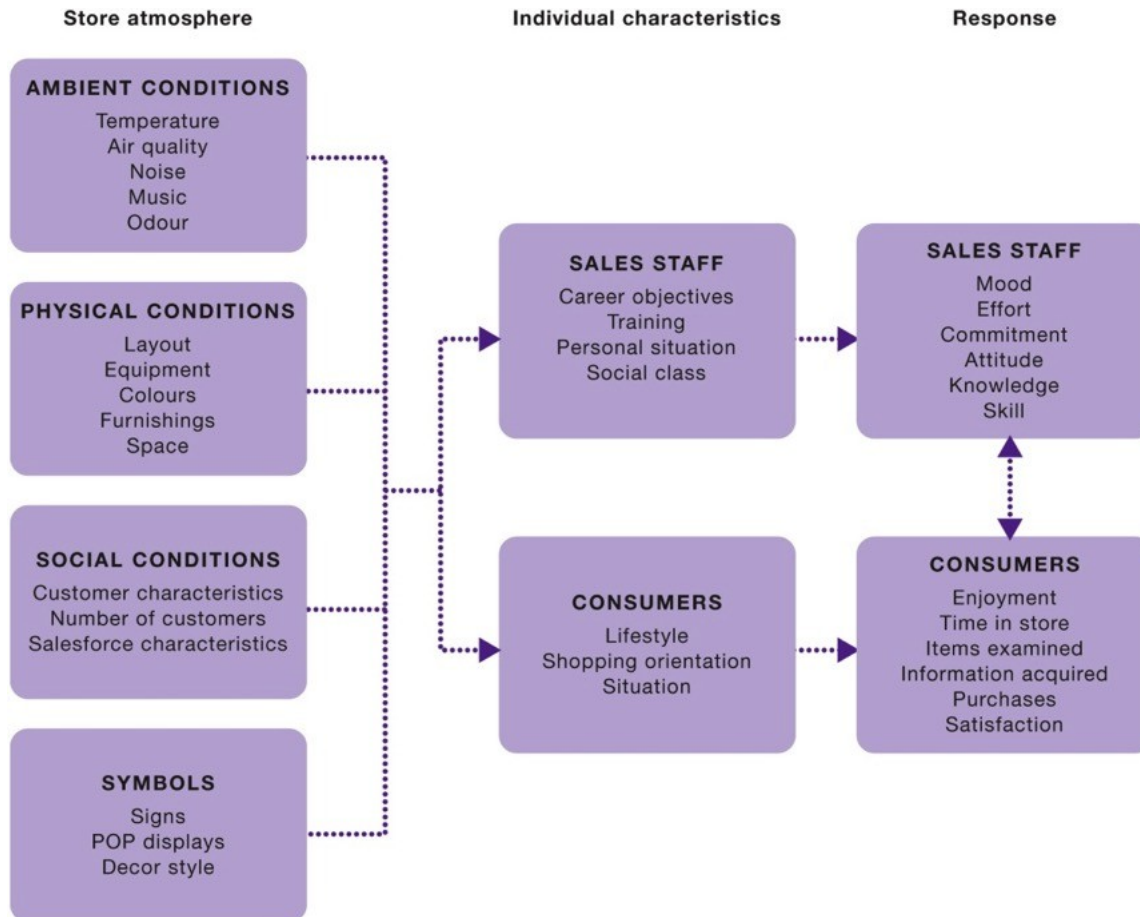 Store atmosphere
Individual characteristics
Response
AMBIENT CONDITIONS
Temperature
Air quality
Noise
Music
Odour
PHYSICAL CONDITIONS
Layout
Equipment
Colours
Furnishings
Space
SOCIAL CONDITIONS
Customer characteristics
Number of customers
Salesforce characteristics
SYMBOLS
Signs
POP displays
Decor style
SALES STAFF
Career objectives
Training
Personal situation
Social class
CONSUMERS
Lifestyle
Shopping orientation
Situation
SALES STAFF
Mood
Effort
Commitment
Attitude
Knowledge
Skill
CONSUMERS
Enjoyment
Time in store
Items examined
Information acquired
Purchases
Satisfaction